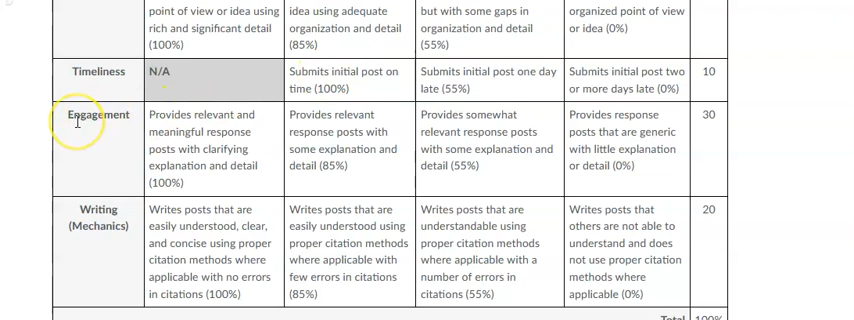 point of view or idea using
rich and significant detail
(100%)
idea using adequate
organization and detail
(85%)
but with some gaps in
organization and detail
(55%)
organized point of view
or idea (0%)
Timeliness
N/A
Submits initial post on
time (100%)
Submits initial post one day
late (55%)
Submits initial post two
or more days late (0%)
10
Engagement
Provides relevant and
meaningful response
posts with clarifying
explanation and detail
(100%)
Provides relevant
response posts with
some explanation and
detail (85%)
Provides somewhat
relevant response posts
with some explanation and
detail (55%)
Provides response
posts that are generic
with little explanation
or detail (0%)
30
Writing
(Mechanics)
Writes posts that are
easily understood, clear,
and concise using proper
citation methods where
applicable with no errors
in citations (100%)
Writes posts that are
easily understood using
proper citation methods
where applicable with
few errors in citations
(85%)
Writes posts that are
understandable using
proper citation methods
where applicable with a
number of errors in
citations (55%)
Writes posts that
others are not able to
understand and does
not use proper citation
methods where
applicable (0%)
20
Total
100%